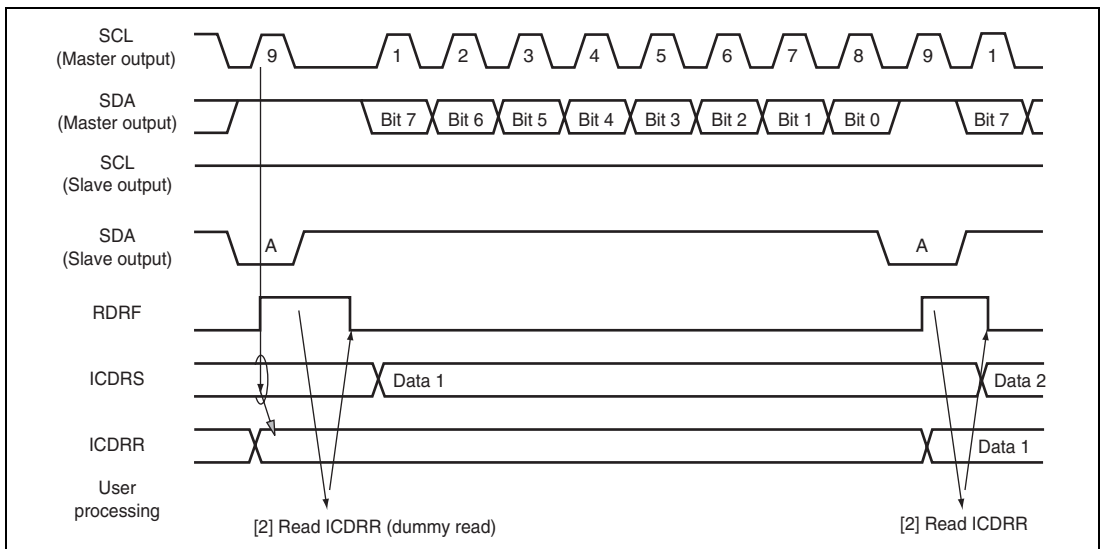 SCL
(Master output)
9 1 2 3 4 5 6 7 8 9 1
SDA
(Master output)
Bit 7 Bit 6 Bit 5 Bit 4 Bit 3 Bit 2 Bit 1 Bit 0 Bit 7
SCL
(Slave output)
SDA
(Slave output)
A A
RDRF
ICDRS
Data 1 Data 2
ICDRR
Data 1
User
processing
[2] Read ICDRR (dummy read) [2] Read ICDRR